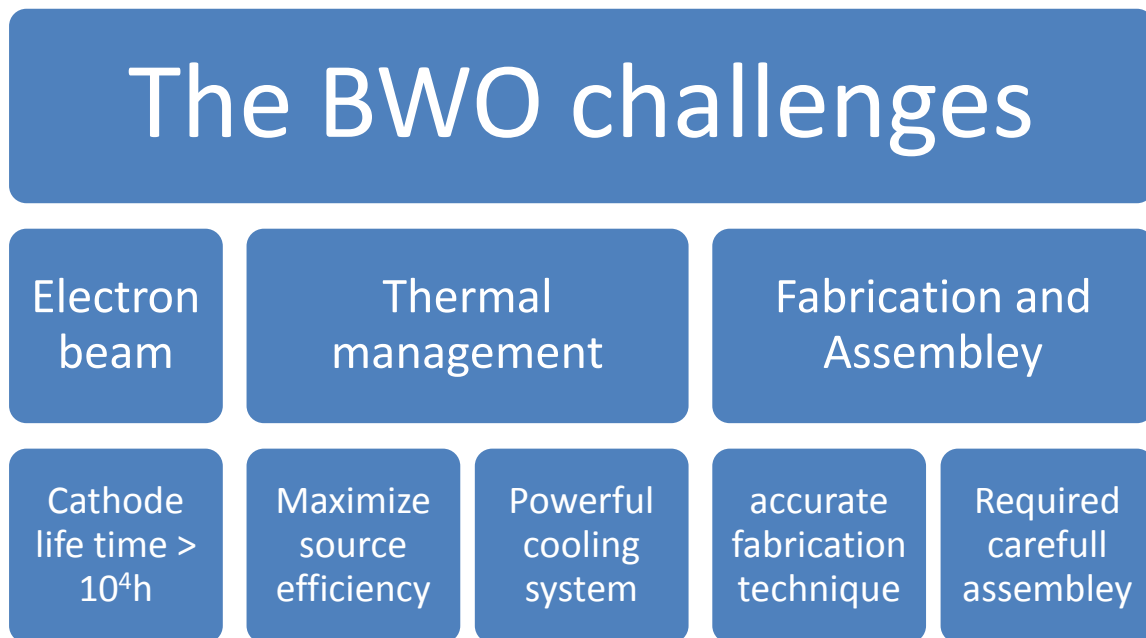 The BWO challenges
Electron
beam
Thermal
management
Fabrication and
Assembley
Cathode
life time >
10⁴h
Maximize
source
efficiency
Powerful
cooling
system
accurate
fabrication
technique
Required
carefull
assembley